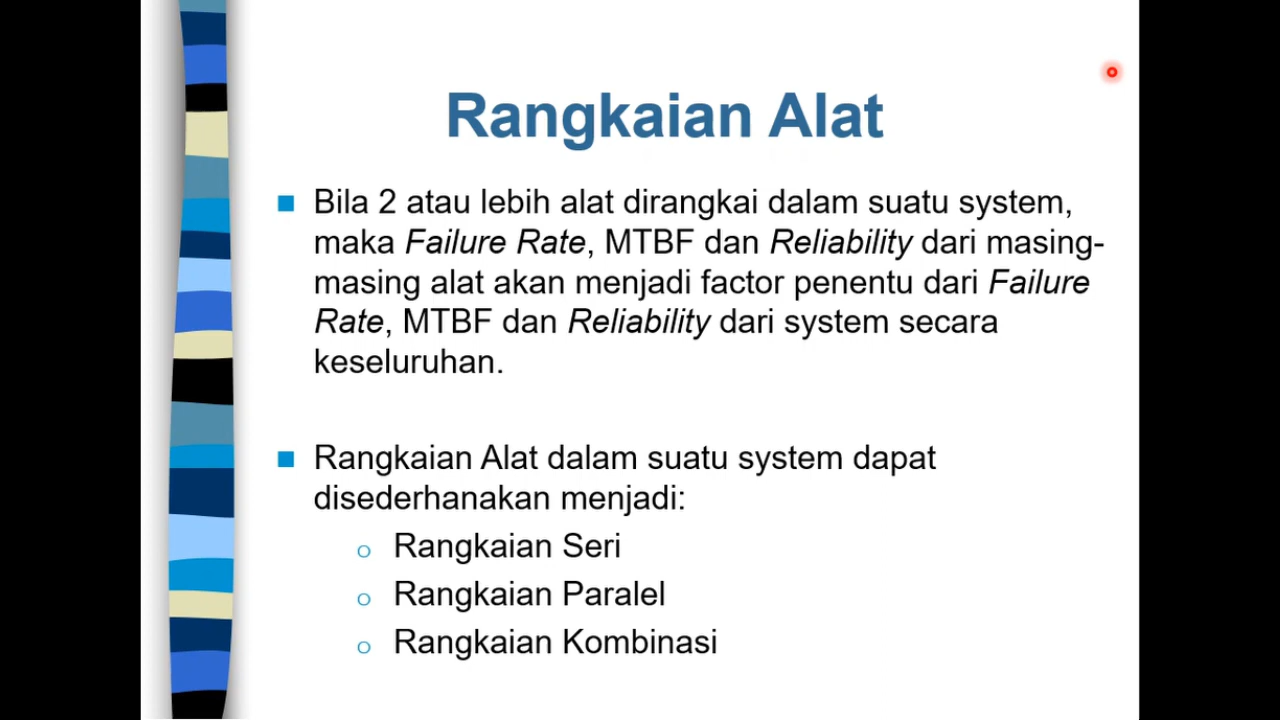 Rangkaian Alat
Bila 2 atau lebih alat dirangkai dalam suatu system,
maka Failure Rate, MTBF dan Reliability dari masing-
masing alat akan menjadi factor penentu dari Failure
Rate, MTBF dan Reliability dari system secara
keseluruhan.
Rangkaian Alat dalam suatu system dapat
disederhanakan menjadi:
Rangkaian Seri
Rangkaian Paralel
Rangkaian Kombinasi